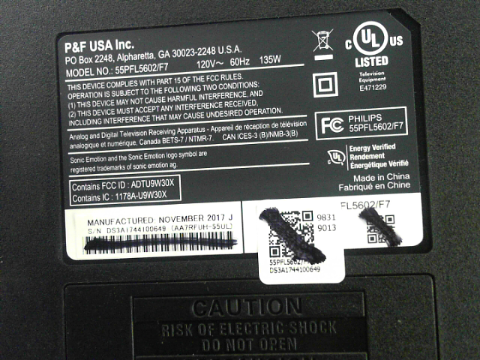 P&F USA Inc.
PO Box 2248, Alpharetta, GA 30023-2248 U.S.A.
MODEL NO.: 55PFL5602/F7 120V~ 60Hz 135W
THIS DEVICE COMPLIES WITH PART 15 OF THE FCC RULES.
OPERATION IS SUBJECT TO THE FOLLOWING TWO CONDITIONS:
(1) THIS DEVICE MAY NOT CAUSE HARMFUL INTERFERENCE, AND
(2) THIS DEVICE MUST ACCEPT ANY INTERFERENCE RECEIVED,
INCLUDING INTERFERENCE THAT MAY CAUSE UNDESIRED OPERATION.
Analog and Digital Television Receiving Apparatus - Appareil de réception de télévision
analogique et numérique, Canada BETS-7 / NTMR-7. CAN ICES-3 (B)/NMB-3(B)
Sonic Emotion and the Sonic Emotion logo symbol are
registered trademarks of sonic emotion ag.
Contains FCC ID : ADTU9W30X
Contains IC : 1178A-U9W30X
c UL US
LISTED
Television
Equipment
E471229
FC PHILIPS
55PFL5602/F7
Energy Verified
Rendement
Énergétique Vérifié
Made in China
Fabriqué en China
MANUFACTURED: NOVEMBER 2017 J
S/N DS3A1744100649 (AA7RFUH-55UL)
9831
9013
55PFL5602/
DS3A1744100649
FL5602/F7
CAUTION
RISK OF ELECTRIC SHOCK
DO NOT OPEN